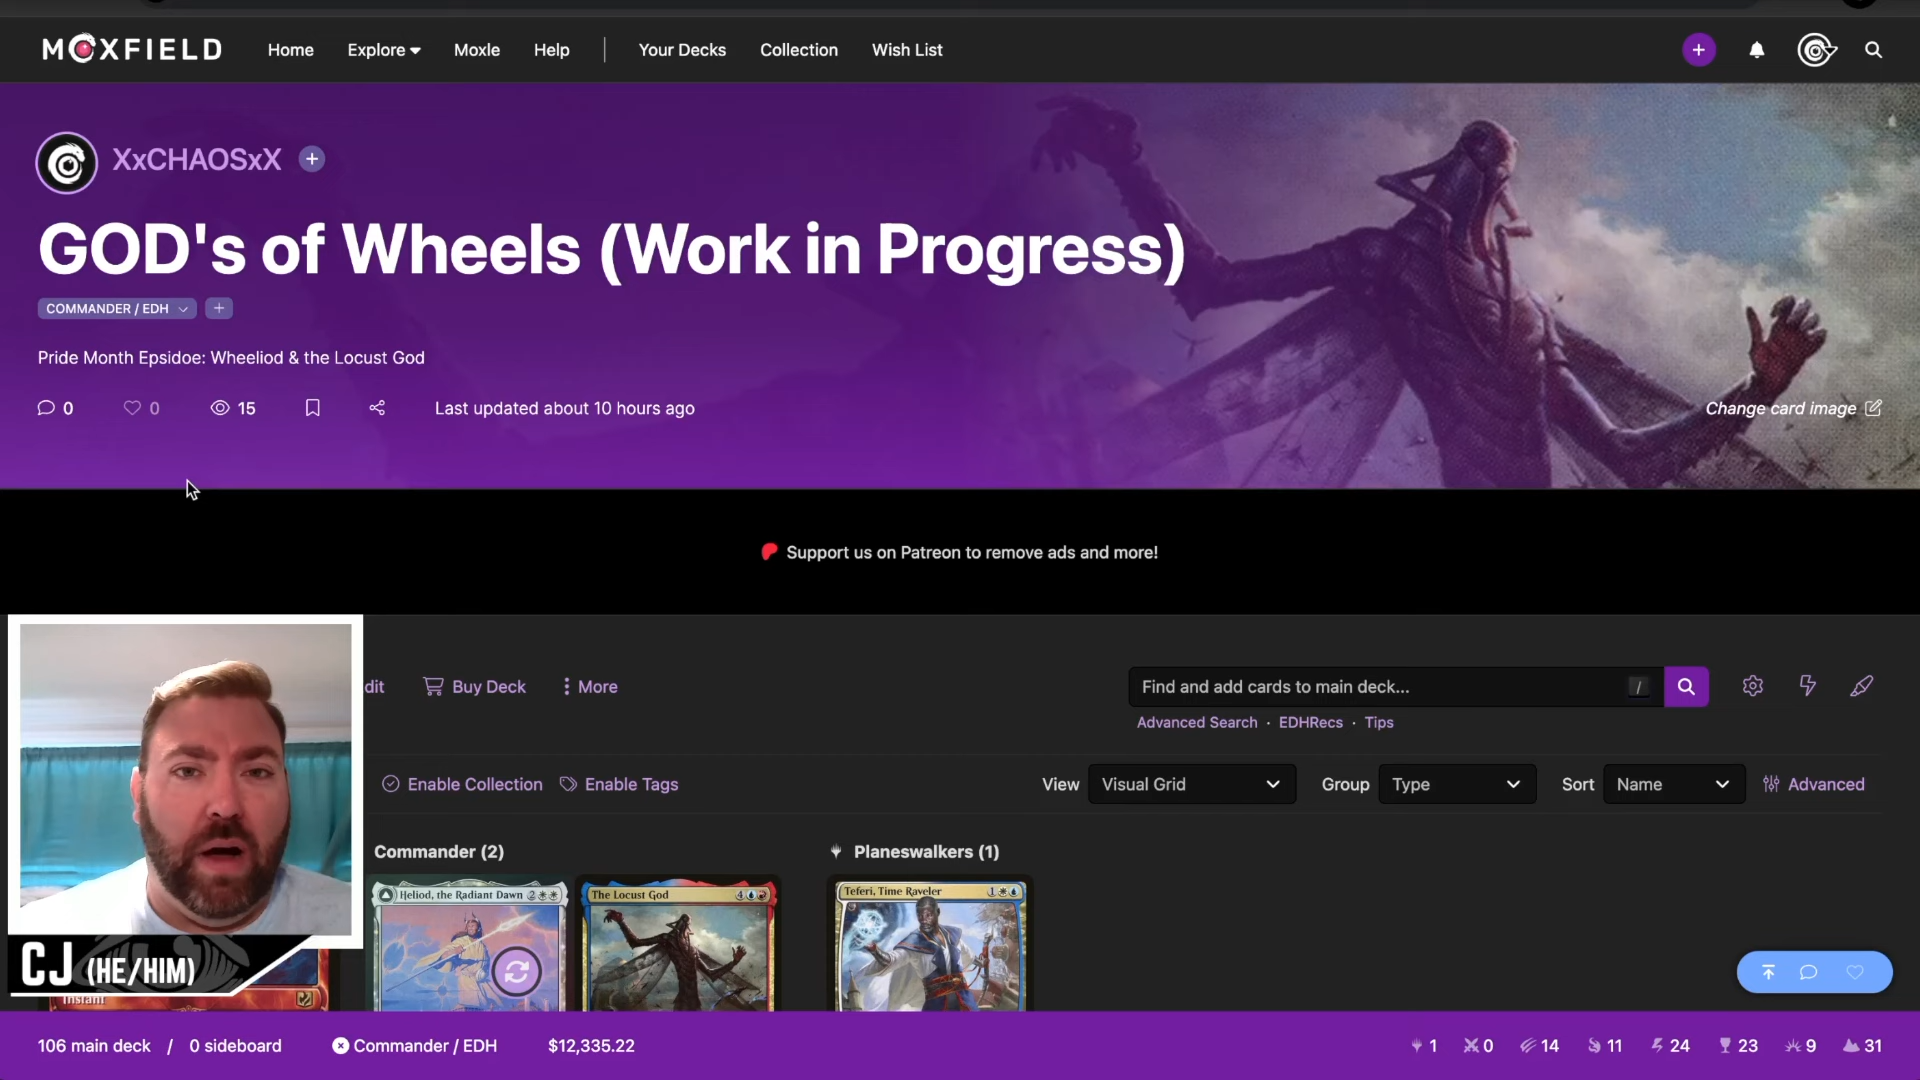 MOXFIELD Home Explore Moxle Help Your Decks Collection Wish List
XxCHAOSxX
GOD's of Wheels (Work in Progress)
COMMANDER / EDH
Pride Month Epsidoe: Wheeliod & the Locust God
0 0 15 Last updated about 10 hours ago
Change card image
Support us on Patreon to remove ads and more!
dit Buy Deck More
Find and add cards to main deck... /
Advanced Search · EDHRecs · Tips
Enable Collection Enable Tags
View Visual Grid Group Type Sort Name Advanced
Commander (2)
Planeswalkers (1)
Heliod, the Radiant Dawn 2
The Locust God 4
Teferi, Time Raveler 1
CJ (HE/HIM)
Instant
106 main deck / 0 sideboard Commander / EDH $12,335.22
1 0 14 11 24 23 9 31